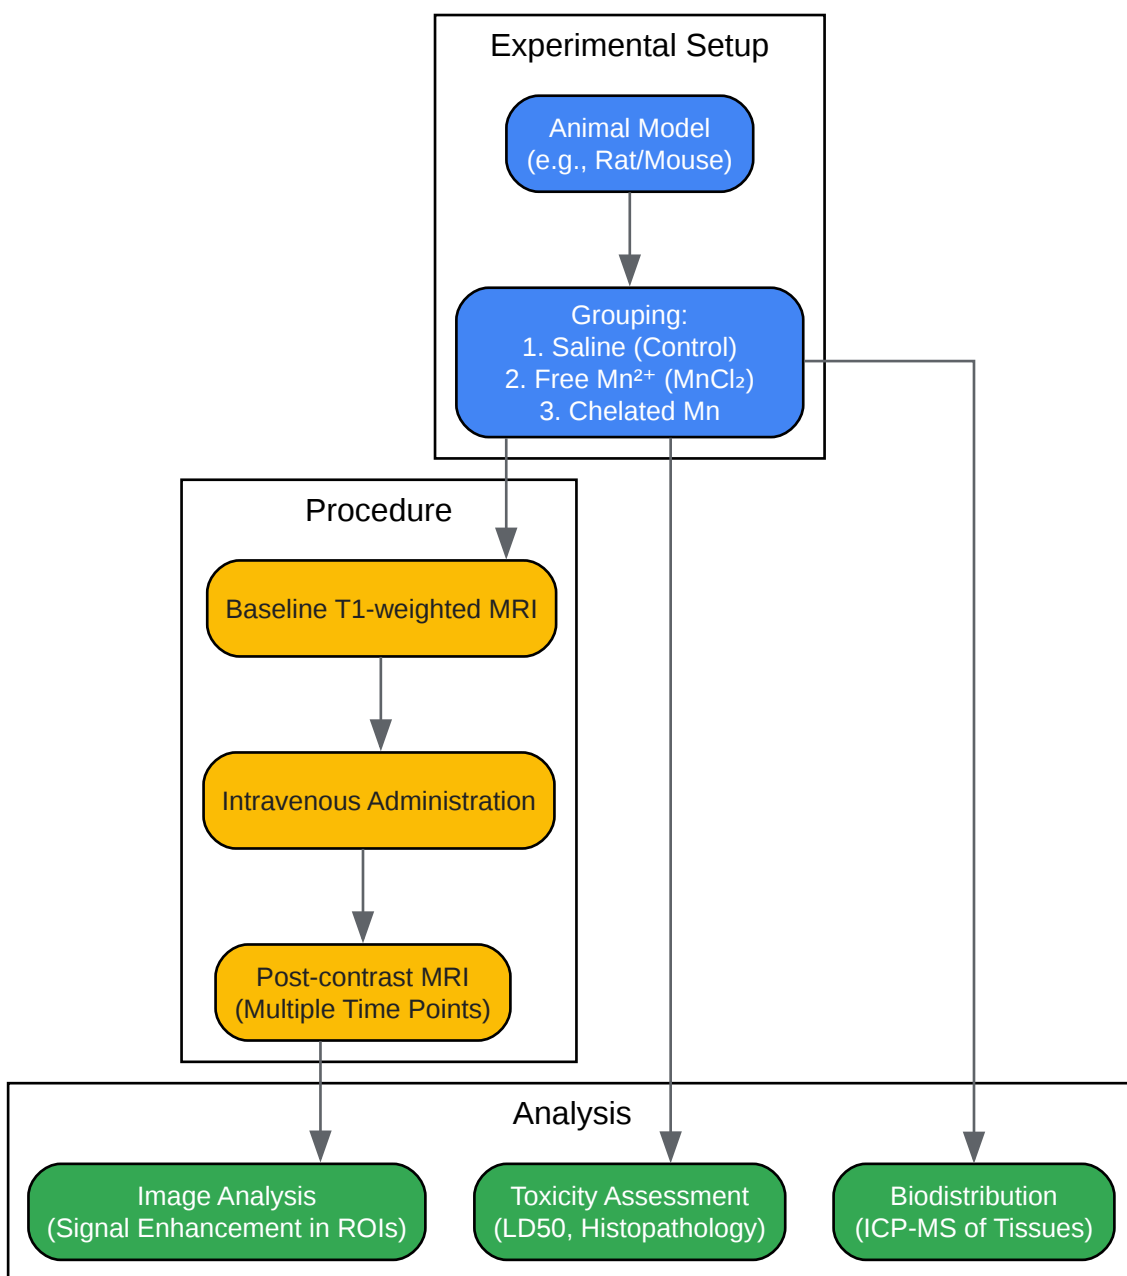 Experimental Setup
Animal Model
(e.g., Rat/Mouse)
Grouping:
1. Saline (Control)
2. Free Mn²⁺ (MnCl₂)
3. Chelated Mn
Procedure
Baseline T1-weighted MRI
Intravenous Administration
Post-contrast MRI
(Multiple Time Points)
Analysis
Image Analysis
(Signal Enhancement in ROIs)
Toxicity Assessment
(LD50, Histopathology)
Biodistribution
(ICP-MS of Tissues)